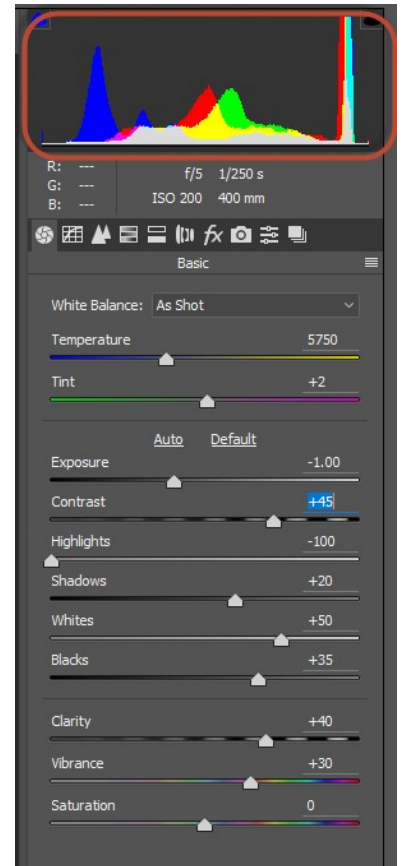 R: ---
G: ---
B: ---
f/5 1/250 s
ISO 200 400 mm
fx
Basic
White Balance: As Shot
Temperature 5750
Tint +2
Auto Default
Exposure -1.00
Contrast +45
Highlights -100
Shadows +20
Whites +50
Blacks +35
Clarity +40
Vibrance +30
Saturation 0